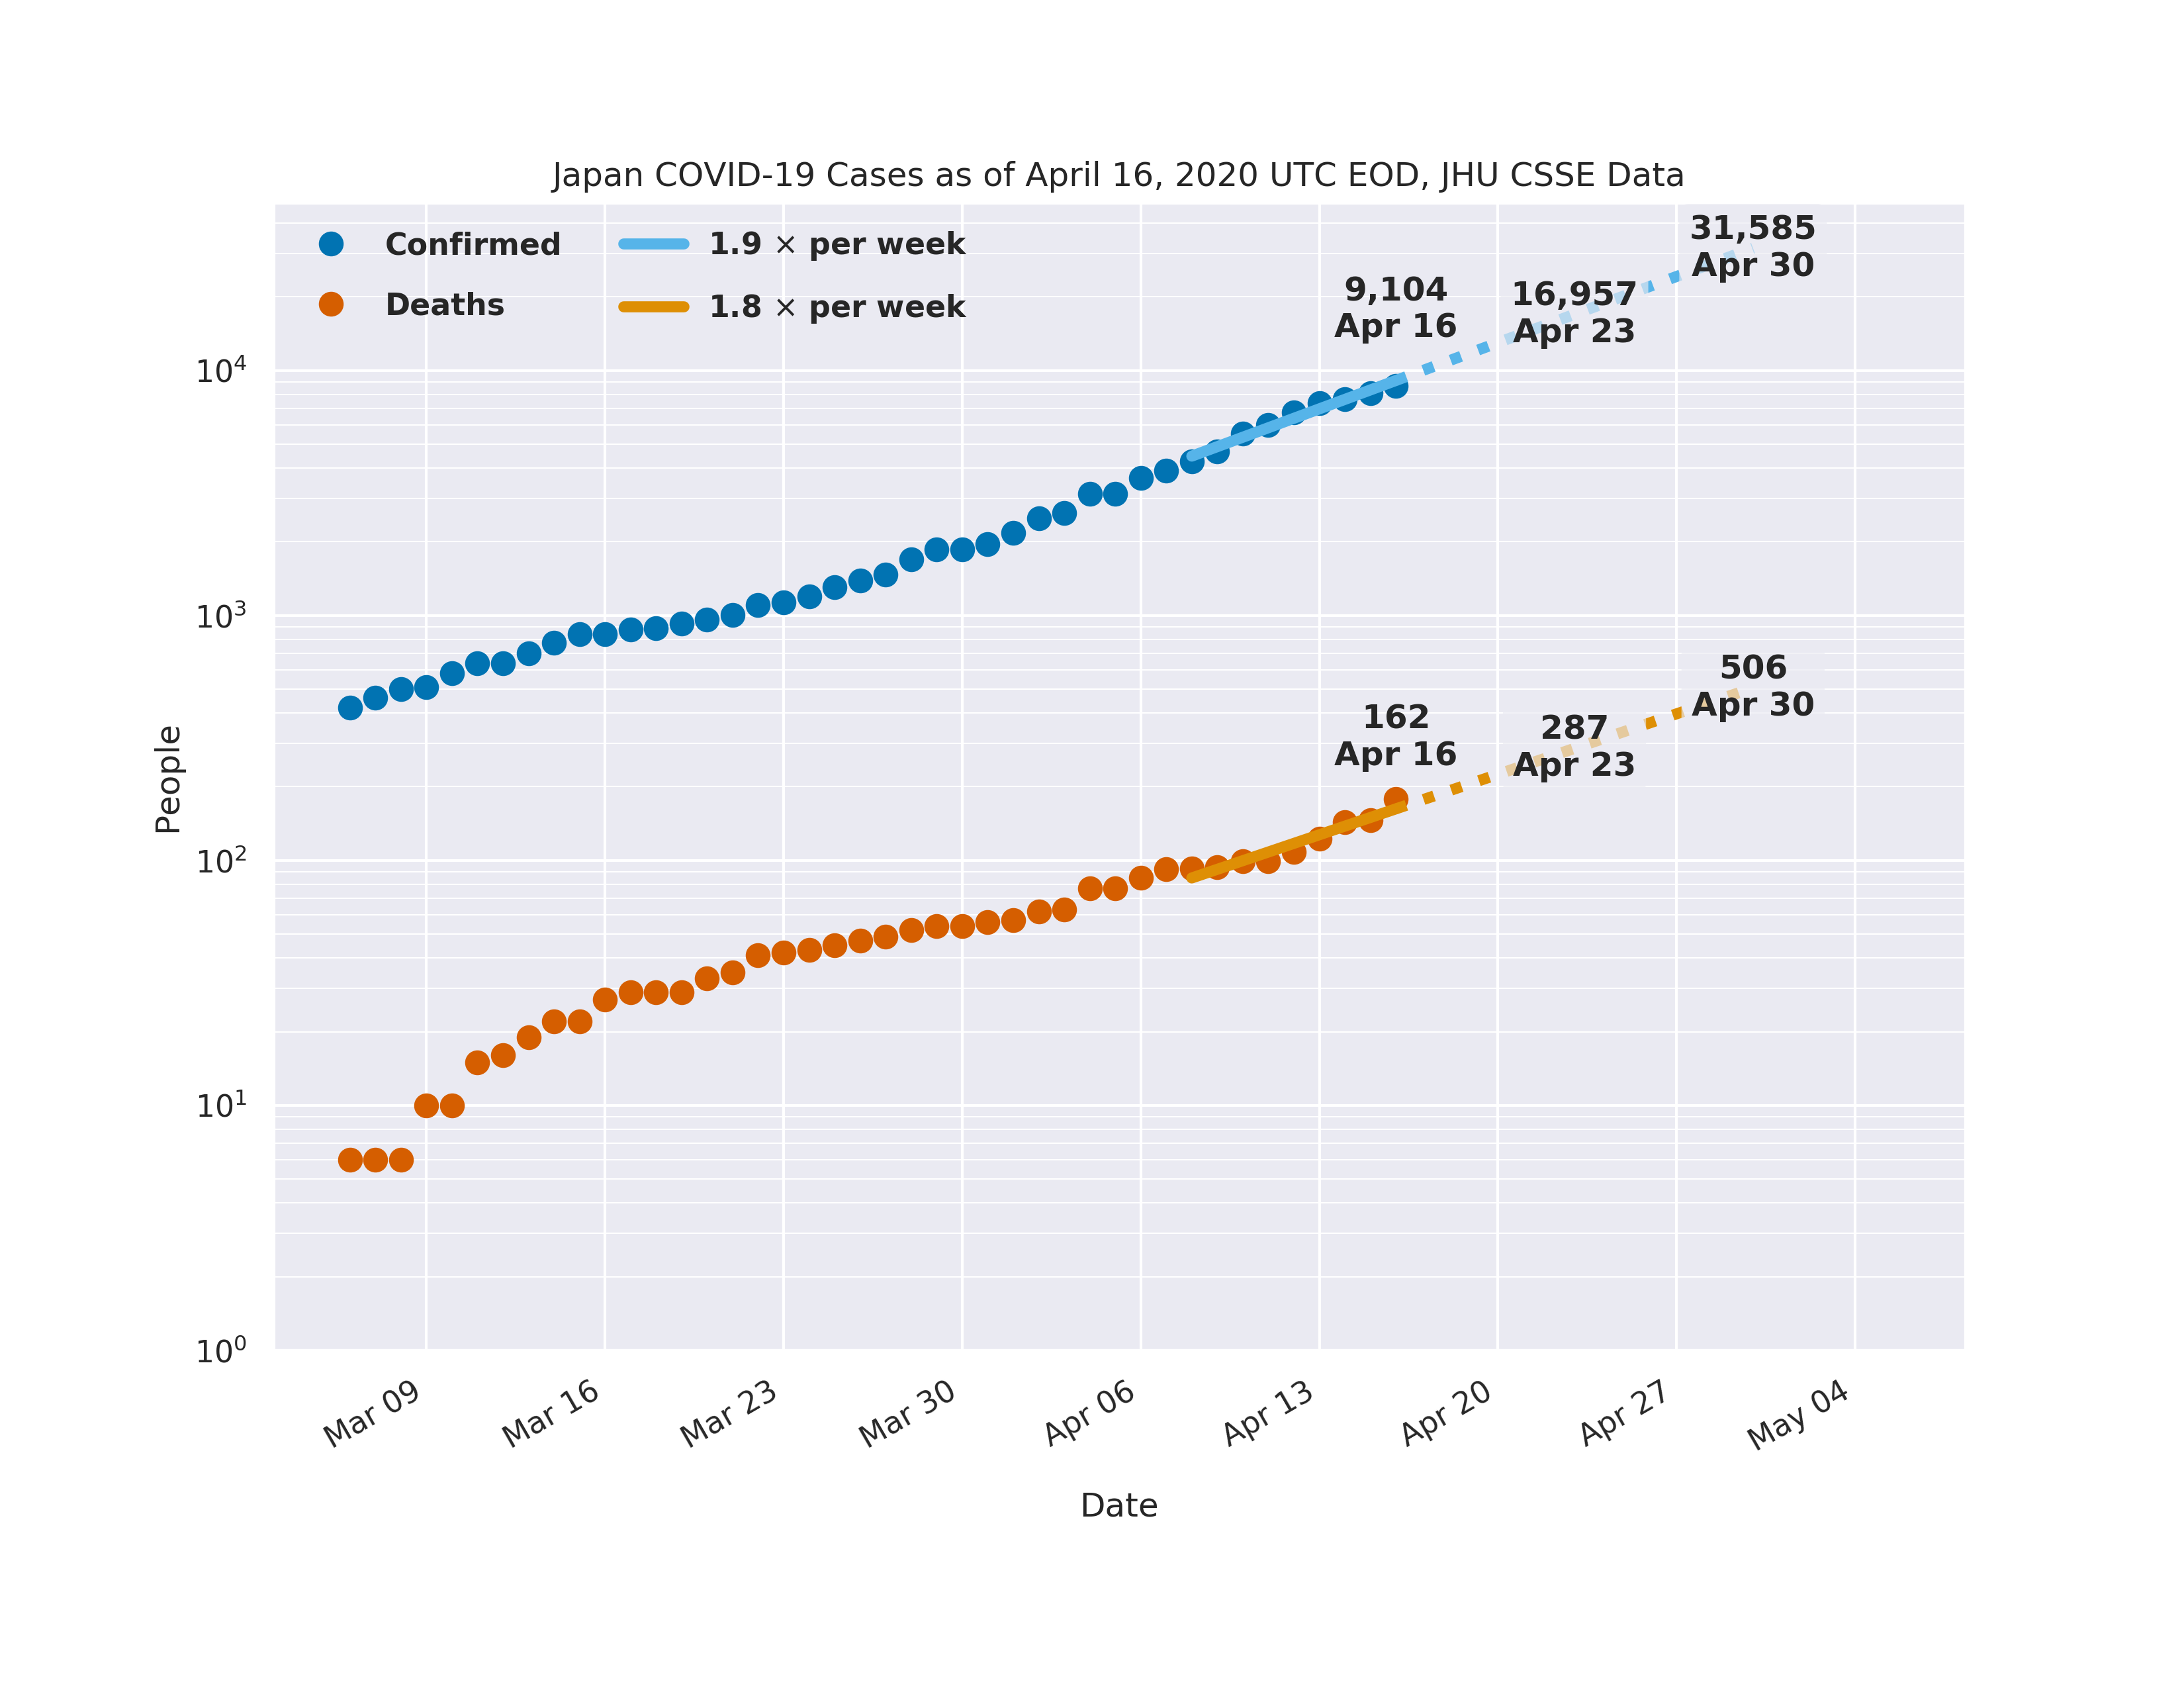 Japan COVID-19 Cases as of April 16, 2020 UTC EOD, JHU CSSE Data
Confirmed
Deaths
1.9 × per week
1.8 × per week
31,585
Apr 30
9,104
Apr 16
16,957
Apr 23
506
Apr 30
162
Apr 16
287
Apr 23
People
10⁴
10³
10²
10¹
10⁰
Mar 09
Mar 16
Mar 23
Mar 30
Apr 06
Apr 13
Apr 20
Apr 27
May 04
Date